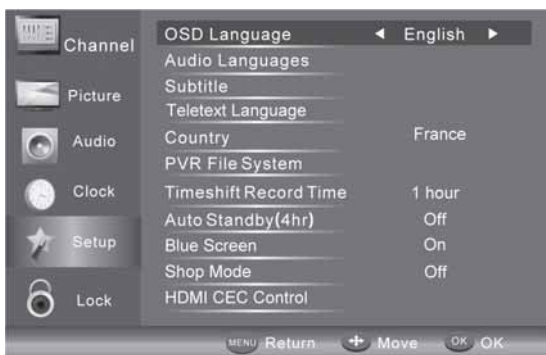 Channel
Picture
Audio
Clock
Setup
Lock
OSD Language English
Audio Languages
Subtitle
Teletext Language
Country France
PVR File System
Timeshift Record Time 1 hour
Auto Standby(4hr) Off
Blue Screen On
Shop Mode Off
HDMI CEC Control
MENU Return Move OK OK